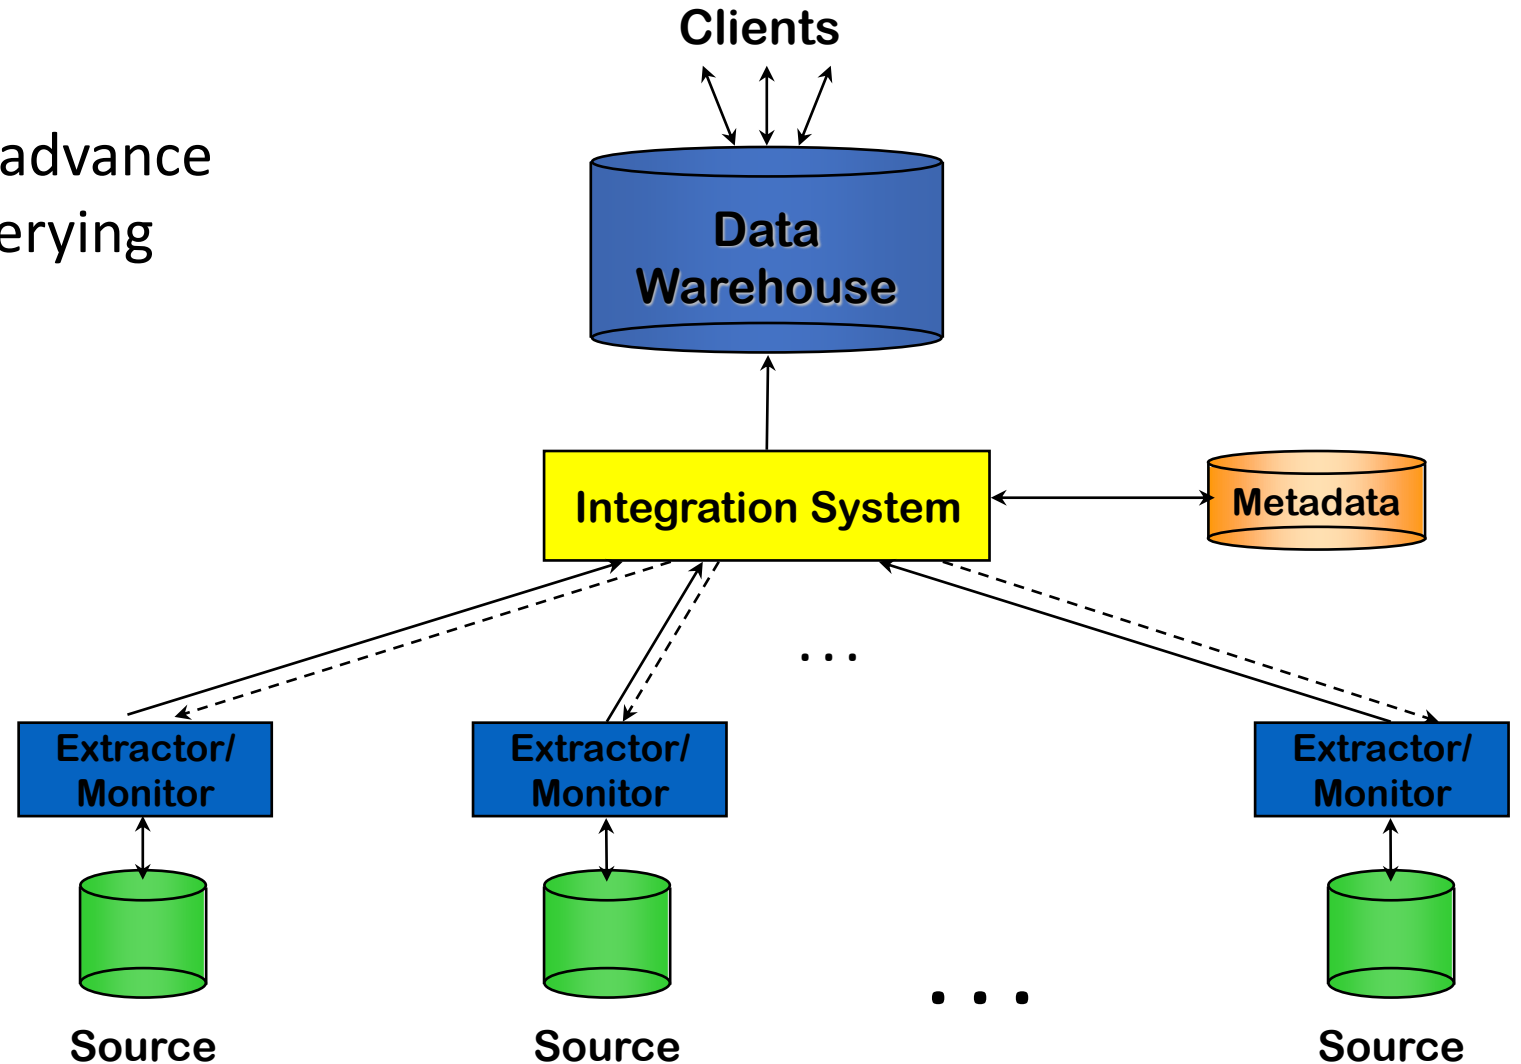 Clients
advance
erying
Data
Warehouse
Integration System
Metadata
. . .
Extractor/
Monitor
Extractor/
Monitor
Extractor/
Monitor
. . .
Source
Source
Source